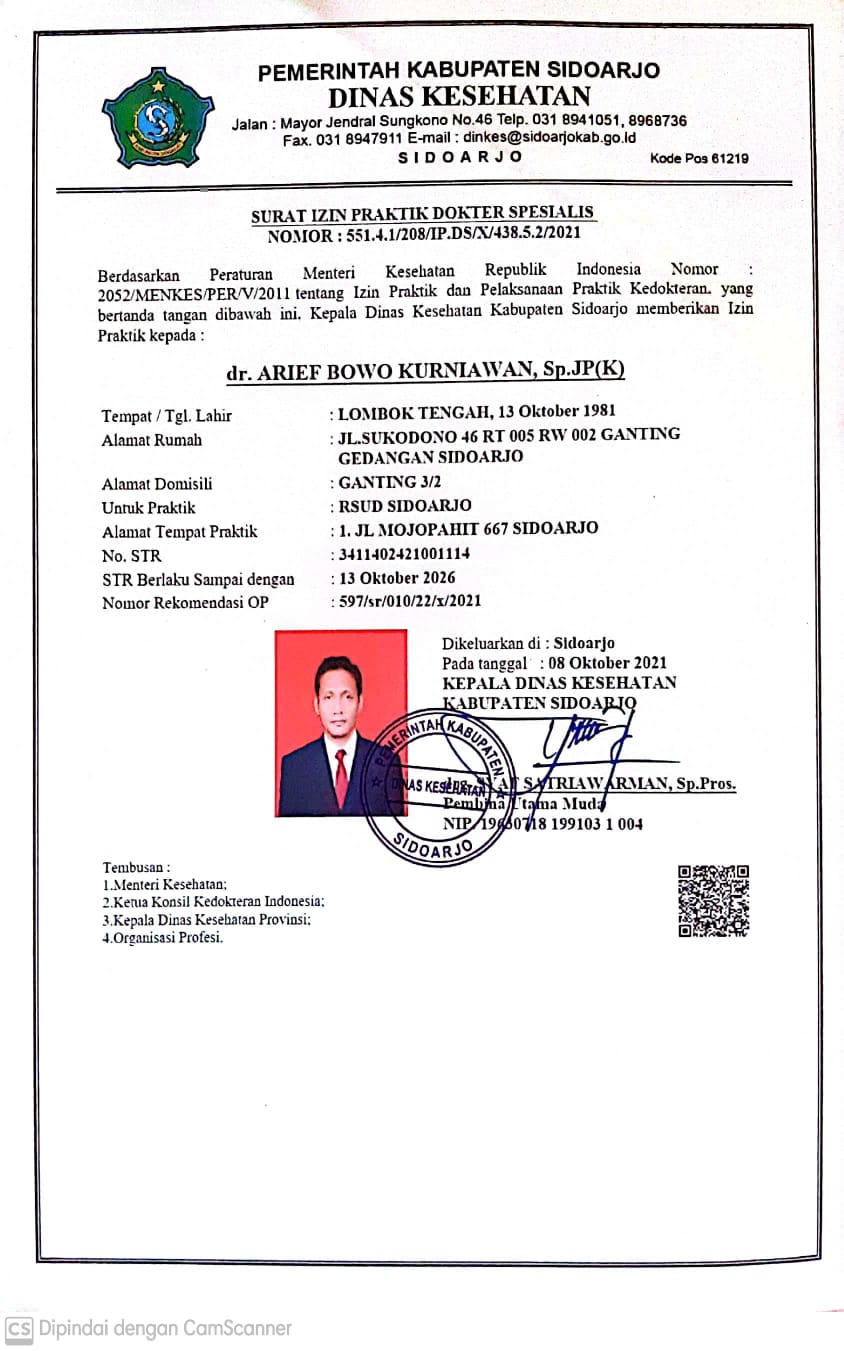 PEMERINTAH KABUPATEN SIDOARJO
DINAS KESEHATAN
Jalan : Mayor Jendral Sungkono No.46 Telp. 031 8941051, 8968736
Fax. 031 8947911 E-mail : dinkes@sidoarjokab.go.id
S I D O A R J O
Kode Pos 61219
SURAT IZIN PRAKTIK DOKTER SPESIALIS
NOMOR : 551.4.1/208/IP.DS/X/438.5.2/2021
Berdasarkan Peraturan Menteri Kesehatan Republik Indonesia Nomor :
2052/MENKES/PER/V/2011 tentang Izin Praktik dan Pelaksanaan Praktik Kedokteran. yang
bertanda tangan dibawah ini. Kepala Dinas Kesehatan Kabupaten Sidoarjo memberikan Izin
Praktik kepada :
dr. ARIEF BOWO KURNIAWAN, Sp.JP(K)
Tempat / Tgl. Lahir : LOMBOK TENGAH, 13 Oktober 1981
Alamat Rumah : JL.SUKODONO 46 RT 005 RW 002 GANTING
GEDANGAN SIDOARJO
Alamat Domisili : GANTING 3/2
Untuk Praktik : RSUD SIDOARJO
Alamat Tempat Praktik : 1. JL MOJOPAHIT 667 SIDOARJO
No. STR : 3411402421001114
STR Berlaku Sampai dengan : 13 Oktober 2026
Nomor Rekomendasi OP : 597/sr/010/22/x/2021
Dikeluarkan di : Sidoarjo
Pada tanggal : 08 Oktober 2021
KEPALA DINAS KESEHATAN
KABUPATEN SIDOARJO
PEMERINTAH KABUPATEN
DINAS KESEHATAN
SIDOARJO
SATRIAWARMAN, Sp.Pros.
Pembina Utama Muda
NIP. 19630718 199103 1 004
Tembusan :
1.Menteri Kesehatan;
2.Ketua Konsil Kedokteran Indonesia;
3.Kepala Dinas Kesehatan Provinsi;
4.Organisasi Profesi.
CS Dipindai dengan CamScanner